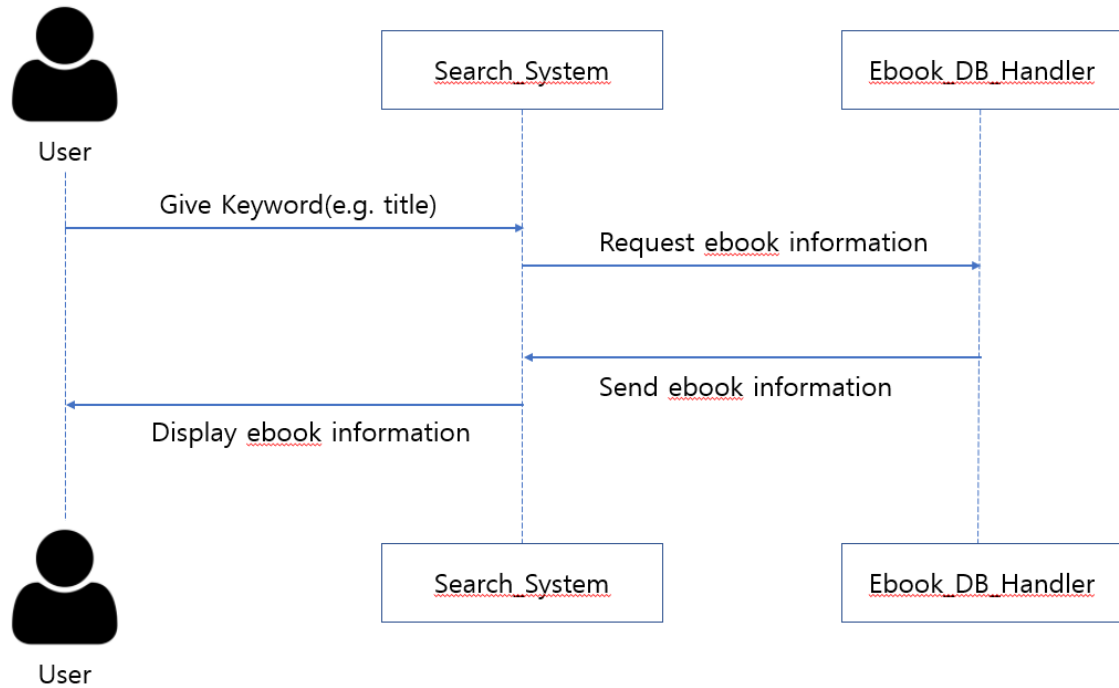 Search_System
Ebook_DB_Handler
User
Give Keyword(e.g. title)
Request ebook information
Send ebook information
Display ebook information
Search_System
Ebook_DB_Handler
User